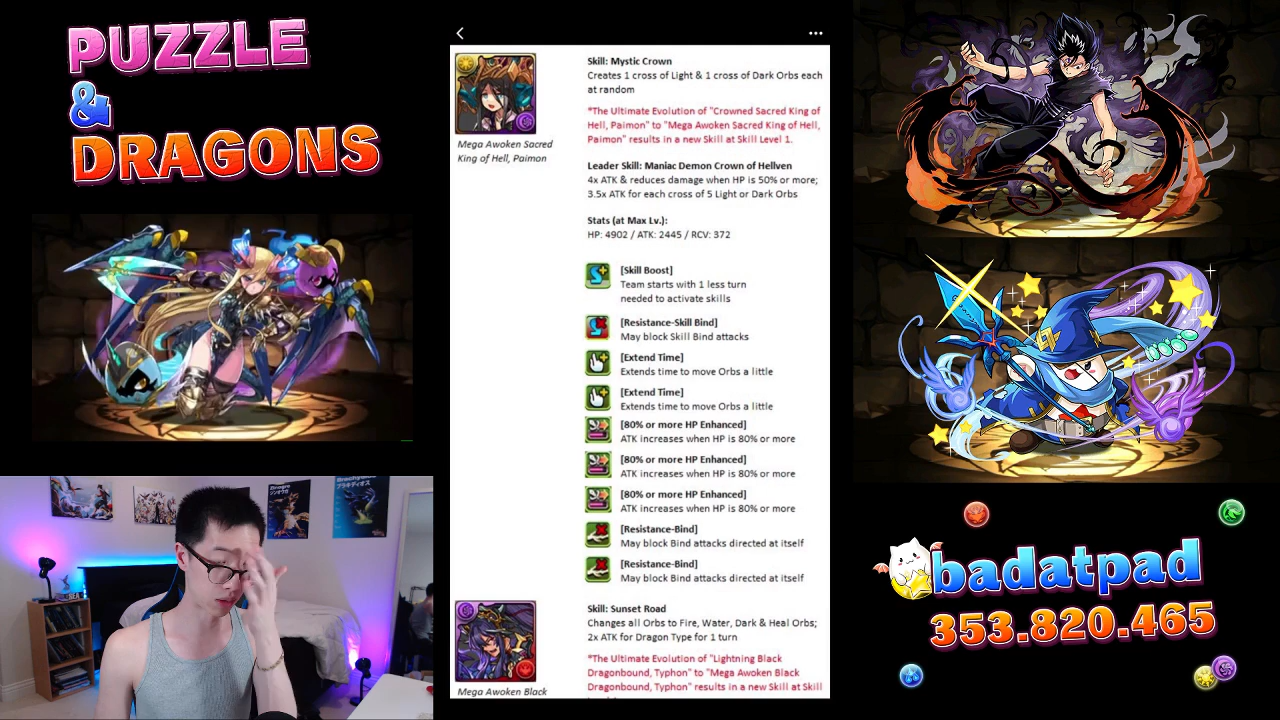 PUZZLE
&
DRAGONS
Mega Awoken Sacred
King of Hell, Paimon
Skill: Mystic Crown
Creates 1 cross of Light & 1 cross of Dark Orbs each
at random
*The Ultimate Evolution of "Crowned Sacred King of
Hell, Paimon" to "Mega Awoken Sacred King of Hell,
Paimon" results in a new Skill at Skill Level 1.
Leader Skill: Maniac Demon Crown of Hellven
4x ATK & reduces damage when HP is 50% or more;
3.5x ATK for each cross of 5 Light or Dark Orbs
Stats (at Max Lv.):
HP: 4902 / ATK: 2445 / RCV: 372
[Skill Boost]
Team starts with 1 less turn
needed to activate skills
[Resistance-Skill Bind]
May block Skill Bind attacks
[Extend Time]
Extends time to move Orbs a little
[Extend Time]
Extends time to move Orbs a little
[80% or more HP Enhanced]
ATK increases when HP is 80% or more
[80% or more HP Enhanced]
ATK increases when HP is 80% or more
[80% or more HP Enhanced]
ATK increases when HP is 80% or more
[Resistance-Bind]
May block Bind attacks directed at itself
[Resistance-Bind]
May block Bind attacks directed at itself
Mega Awoken Black
Skill: Sunset Road
Changes all Orbs to Fire, Water, Dark & Heal Orbs;
2x ATK for Dragon Type for 1 turn
*The Ultimate Evolution of "Lightning Black
Dragonbound, Typhon" to "Mega Awoken Black
Dragonbound, Typhon" results in a new Skill at Skill
badatpad
353.820.465